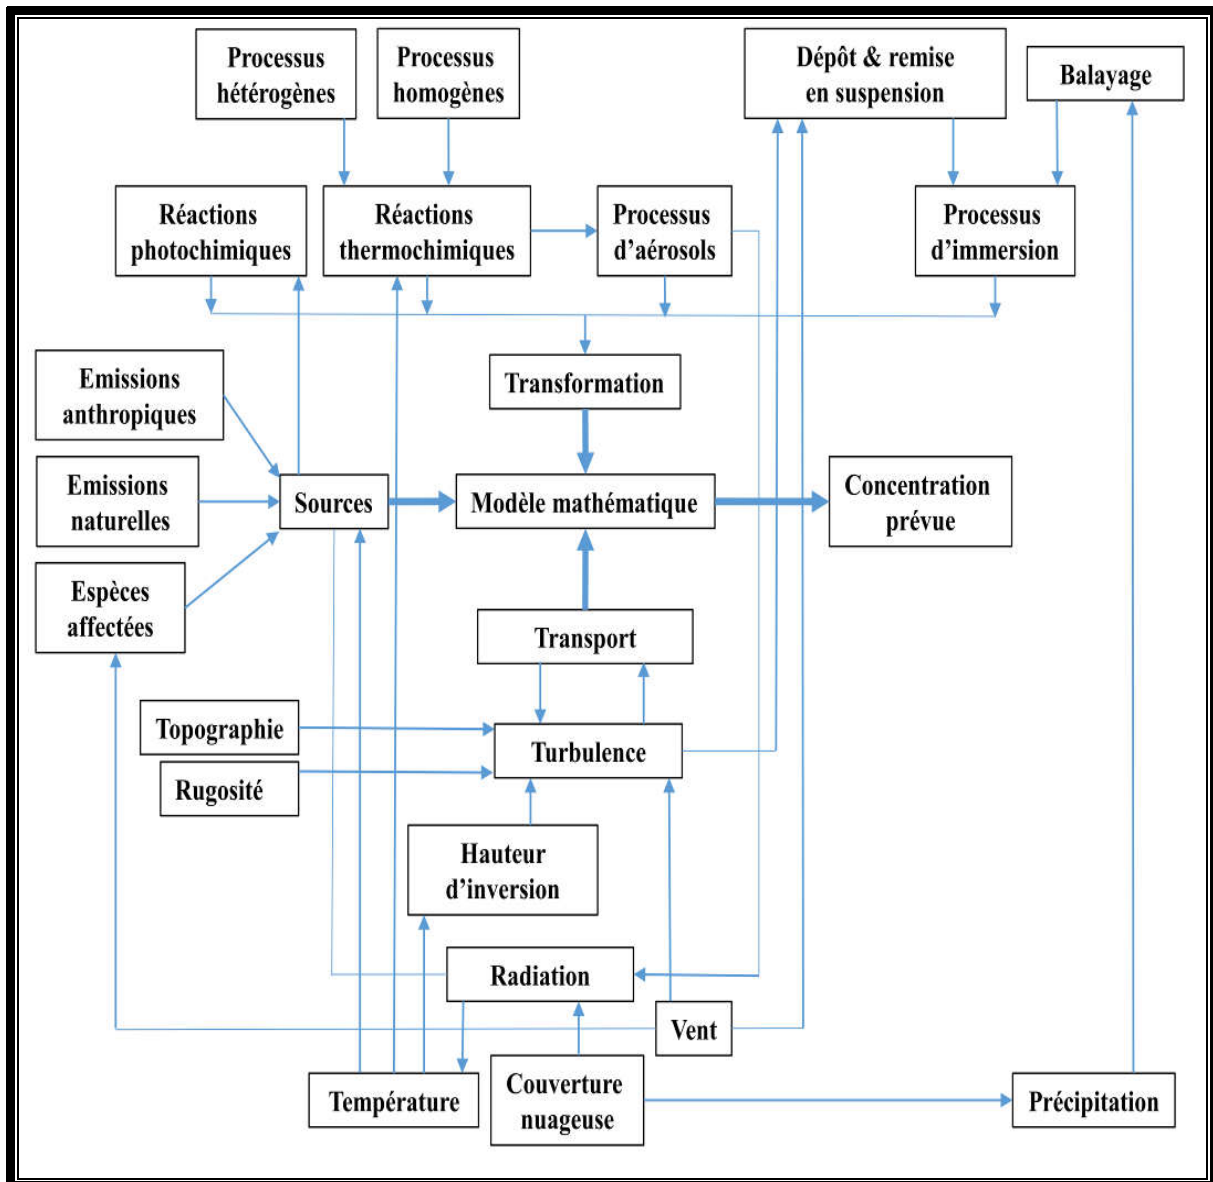 Processus
hétérogènes
Processus
homogènes
Dépôt & remise
en suspension
Balayage
Réactions
photochimiques
Réactions
thermochimiques
Processus
d’aérosols
Processus
d’immersion
Emissions
anthropiques
Transformation
Emissions
naturelles
Sources
Modèle mathématique
Concentration
prévue
Espèces
affectées
Transport
Topographie
Turbulence
Rugosité
Hauteur
d’inversion
Radiation
Vent
Température
Couverture
nuageuse
Précipitation